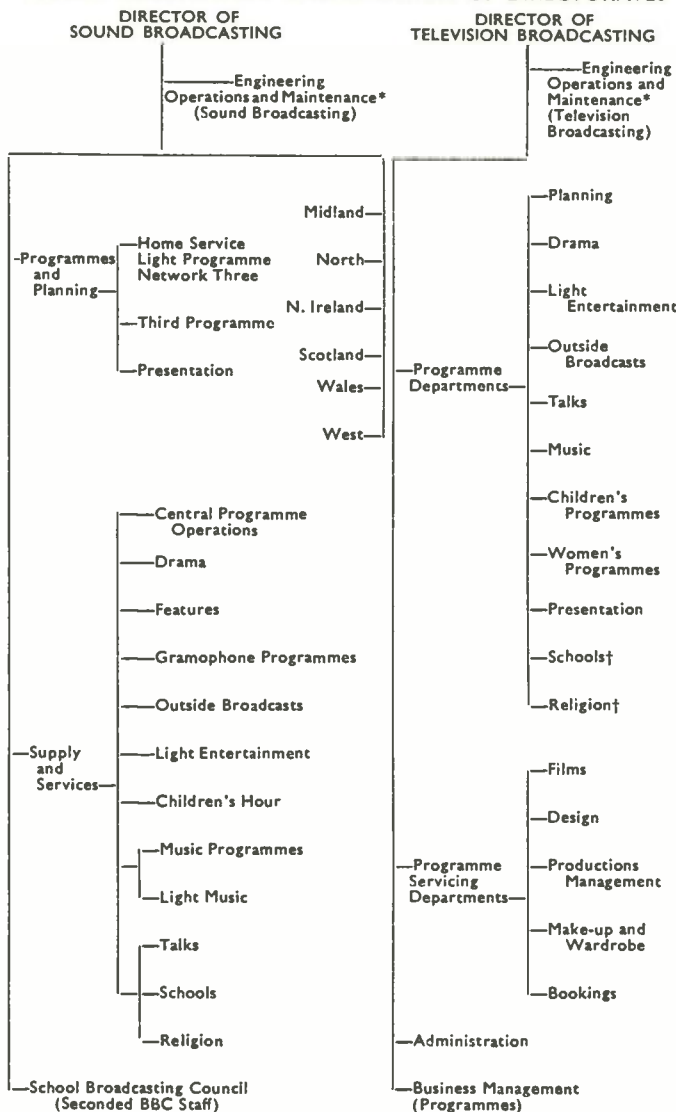 DIRECTOR OF
SOUND BROADCASTING
Engineering
Operations and Maintenance*
(Sound Broadcasting)
Programmes
and
Planning
Home Service
Light Programme
Network Three
Third Programme
Presentation
Midland
North
N. Ireland
Scotland
Wales
West
Supply
and
Services
Central Programme
Operations
Drama
Features
Gramophone Programmes
Outside Broadcasts
Light Entertainment
Children's Hour
Music Programmes
Light Music
Talks
Schools
Religion
School Broadcasting Council
(Seconded BBC Staff)
DIRECTOR OF
TELEVISION BROADCASTING
Engineering
Operations and
Maintenance*
(Television
Broadcasting)
Programme
Departments
Planning
Drama
Light
Entertainment
Outside
Broadcasts
Talks
Music
Children's
Programmes
Women's
Programmes
Presentation
Schools†
Religion†
Programme
Servicing
Departments
Films
Design
Productions
Management
Make-up and
Wardrobe
Bookings
Administration
Business Management
(Programmes)